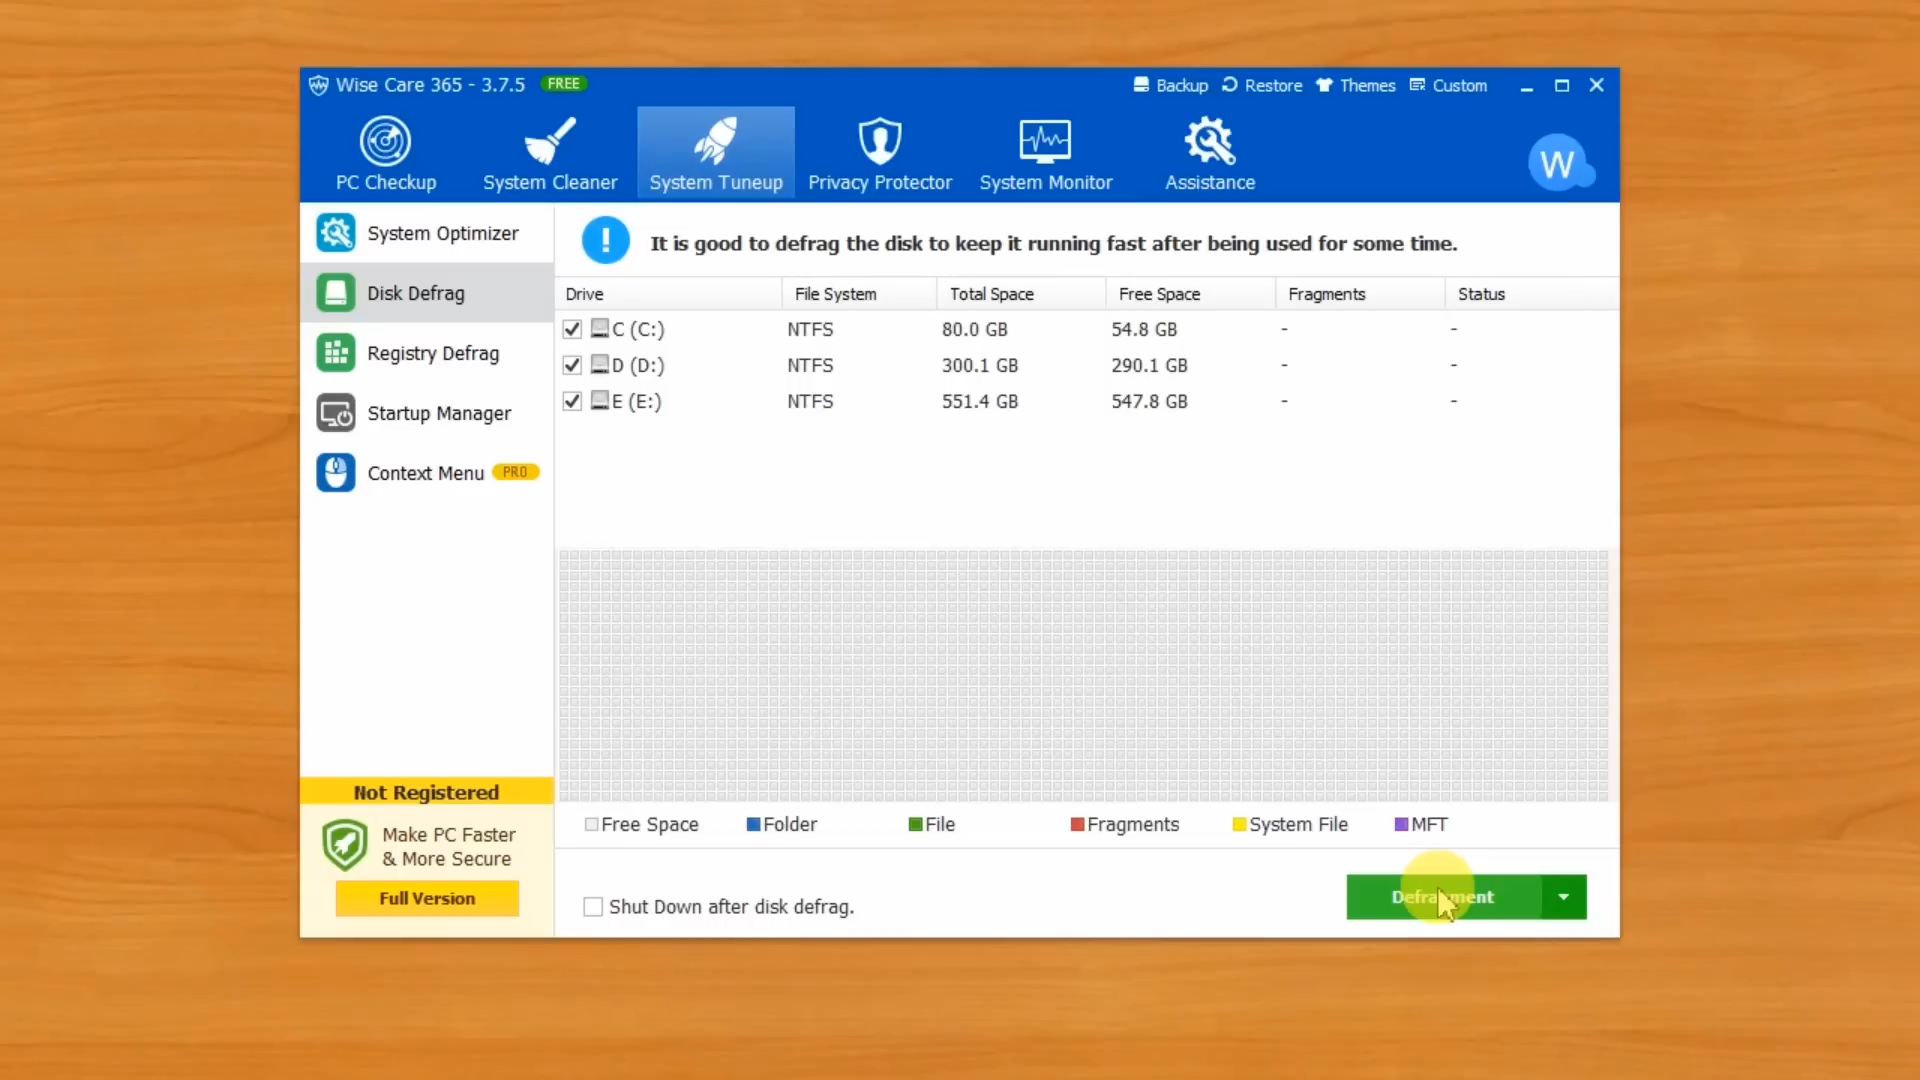 Wise Care 365 - 3.7.5 FREE
Backup Restore Themes Custom
PC Checkup System Cleaner System Tuneup Privacy Protector System Monitor Assistance
W
System Optimizer
Disk Defrag
Registry Defrag
Startup Manager
Context Menu PRO
It is good to defrag the disk to keep it running fast after being used for some time.
Drive File System Total Space Free Space Fragments Status
C (C:) NTFS 80.0 GB 54.8 GB - -
D (D:) NTFS 300.1 GB 290.1 GB - -
E (E:) NTFS 551.4 GB 547.8 GB - -
Free Space Folder File Fragments System File MFT
Not Registered
Make PC Faster
& More Secure
Full Version
Shut Down after disk defrag.
Defragment